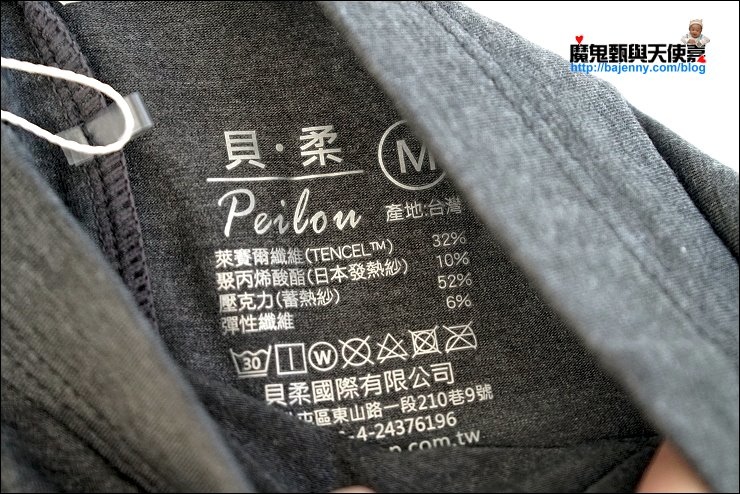 魔鬼甄與天使嘉
http://bajenny.com/blog
貝·柔 M
Peilou 產地:台灣
萊賽爾纖維(TENCEL™) 32%
聚丙烯酸酯(日本發熱紗) 10%
壓克力(蓄熱紗) 52%
彈性纖維 6%
30 W
貝柔國際有限公司
屯區東山路一段210巷9號
-4-24376196
n.com.tw